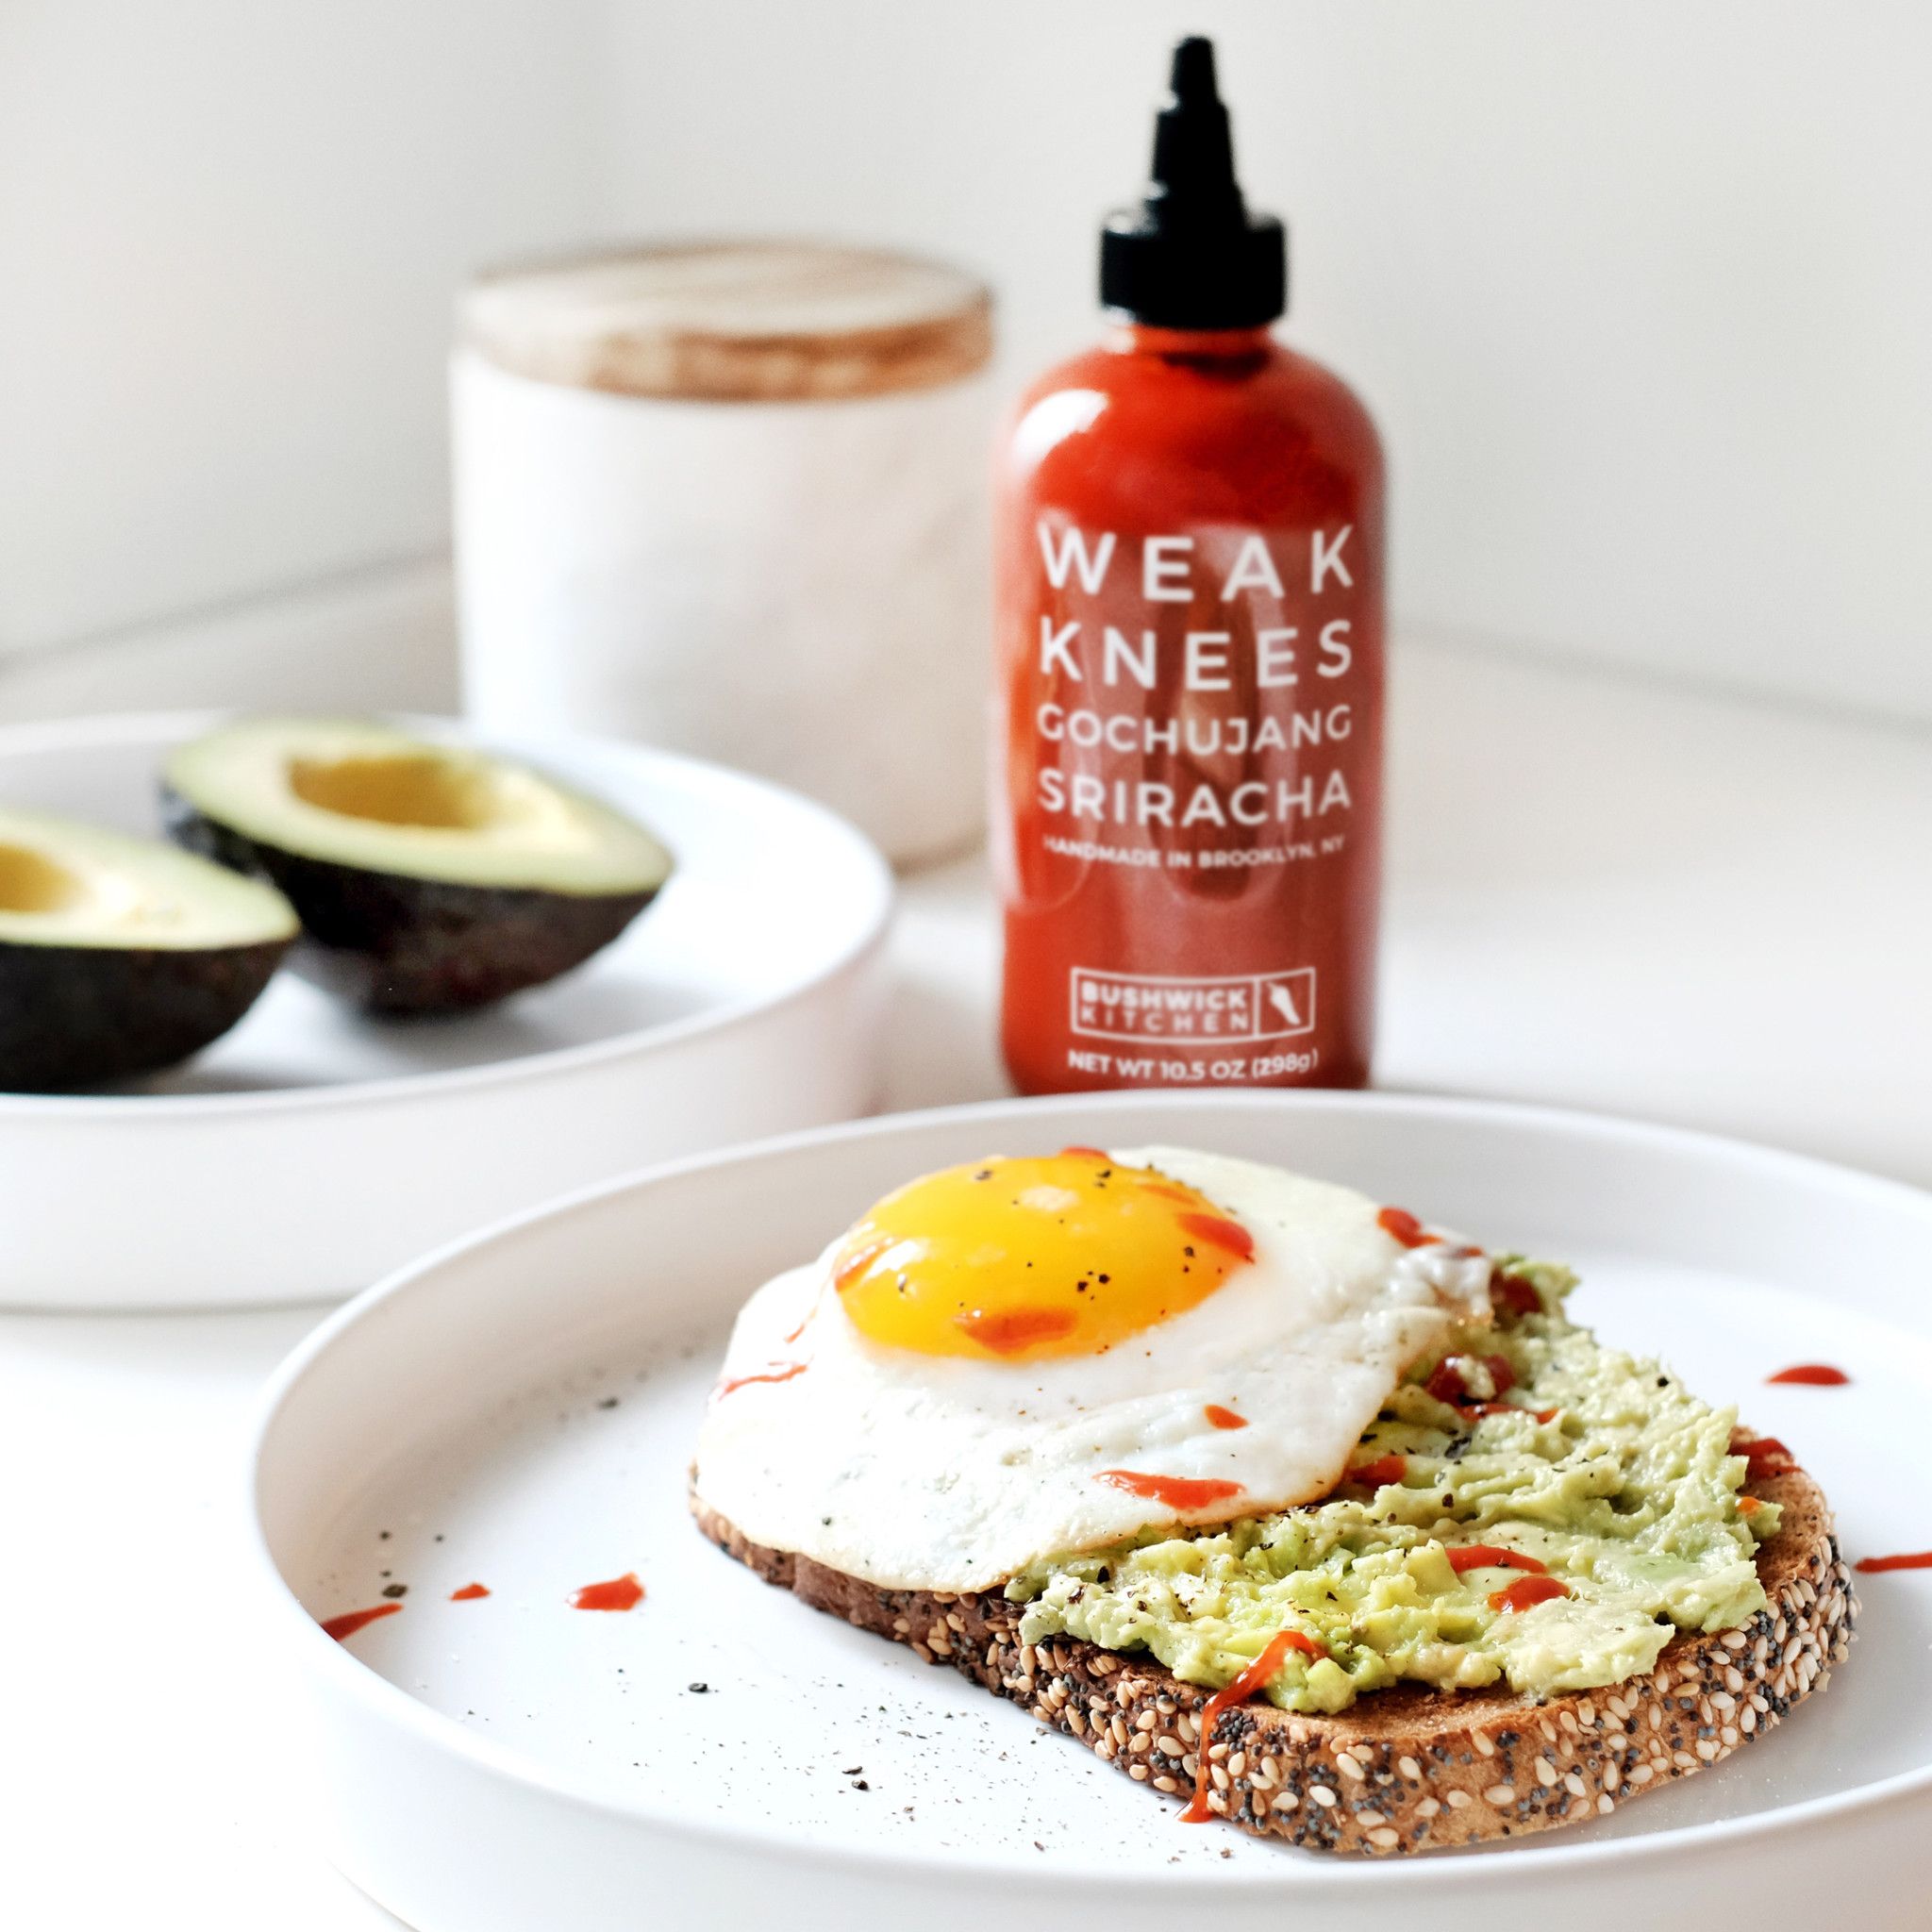 WEAK
KNEES
GOCHUJANG
SRIRACHA
HANDMADE IN BROOKLYN, NY
BUSHWICK
KITCHEN
NET WT 10.5 OZ (298g)